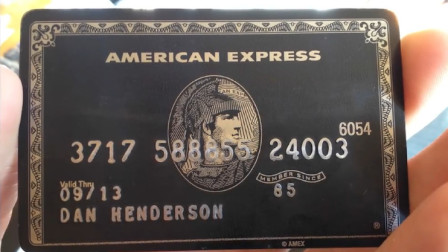 AMERICAN EXPRESS
6054
3717 588855 24003
Valid Thru
MEMBER SINCE
09/13
85
DAN HENDERSON
®
© AMEX